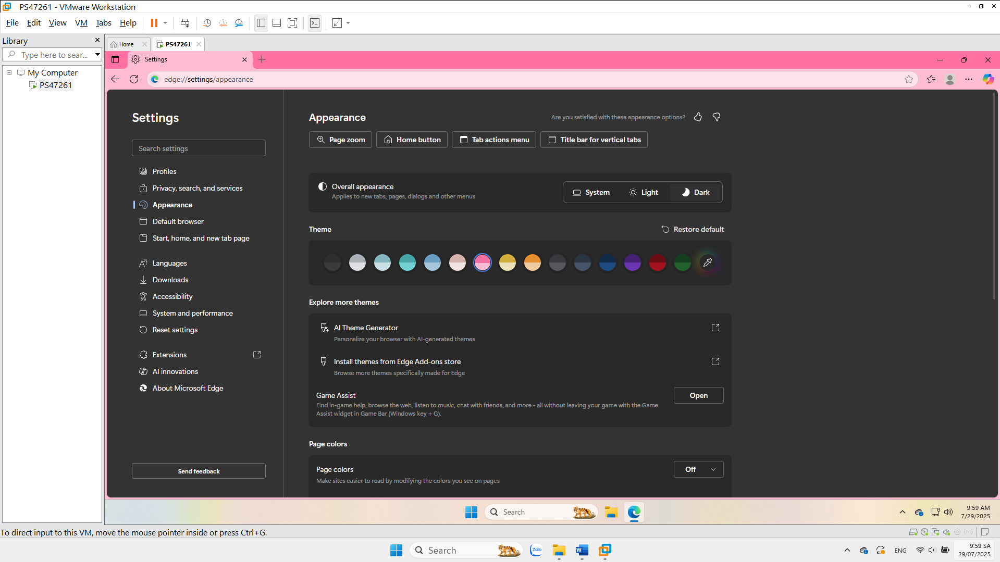 PS47261 - VMware Workstation
File Edit View VM Tabs Help
Library
Type here to sear...
My Computer
PS47261
Home
PS47261
Settings
edge://settings/appearance
Settings
Search settings
Profiles
Privacy, search, and services
Appearance
Default browser
Start, home, and new tab page
Languages
Downloads
Accessibility
System and performance
Reset settings
Extensions
AI innovations
About Microsoft Edge
Send feedback
Appearance
Are you satisfied with these appearance options?
Page zoom
Home button
Tab actions menu
Title bar for vertical tabs
Overall appearance
Applies to new tabs, pages, dialogs and other menus
System
Light
Dark
Theme
Restore default
Explore more themes
AI Theme Generator
Personalize your browser with AI-generated themes
Install themes from Edge Add-ons store
Browse more themes specifically made for Edge
Game Assist
Find in-game help, browse the web, listen to music, chat with friends, and more - all without leaving your game with the Game
Assist widget in Game Bar (Windows key + G).
Open
Page colors
Page colors
Make sites easier to read by modifying the colors you see on pages
Off
Search
9:59 AM
7/29/2025
To direct input to this VM, move the mouse pointer inside or press Ctrl+G.
Search
Zalo
ENG
9:59 SA
29/07/2025